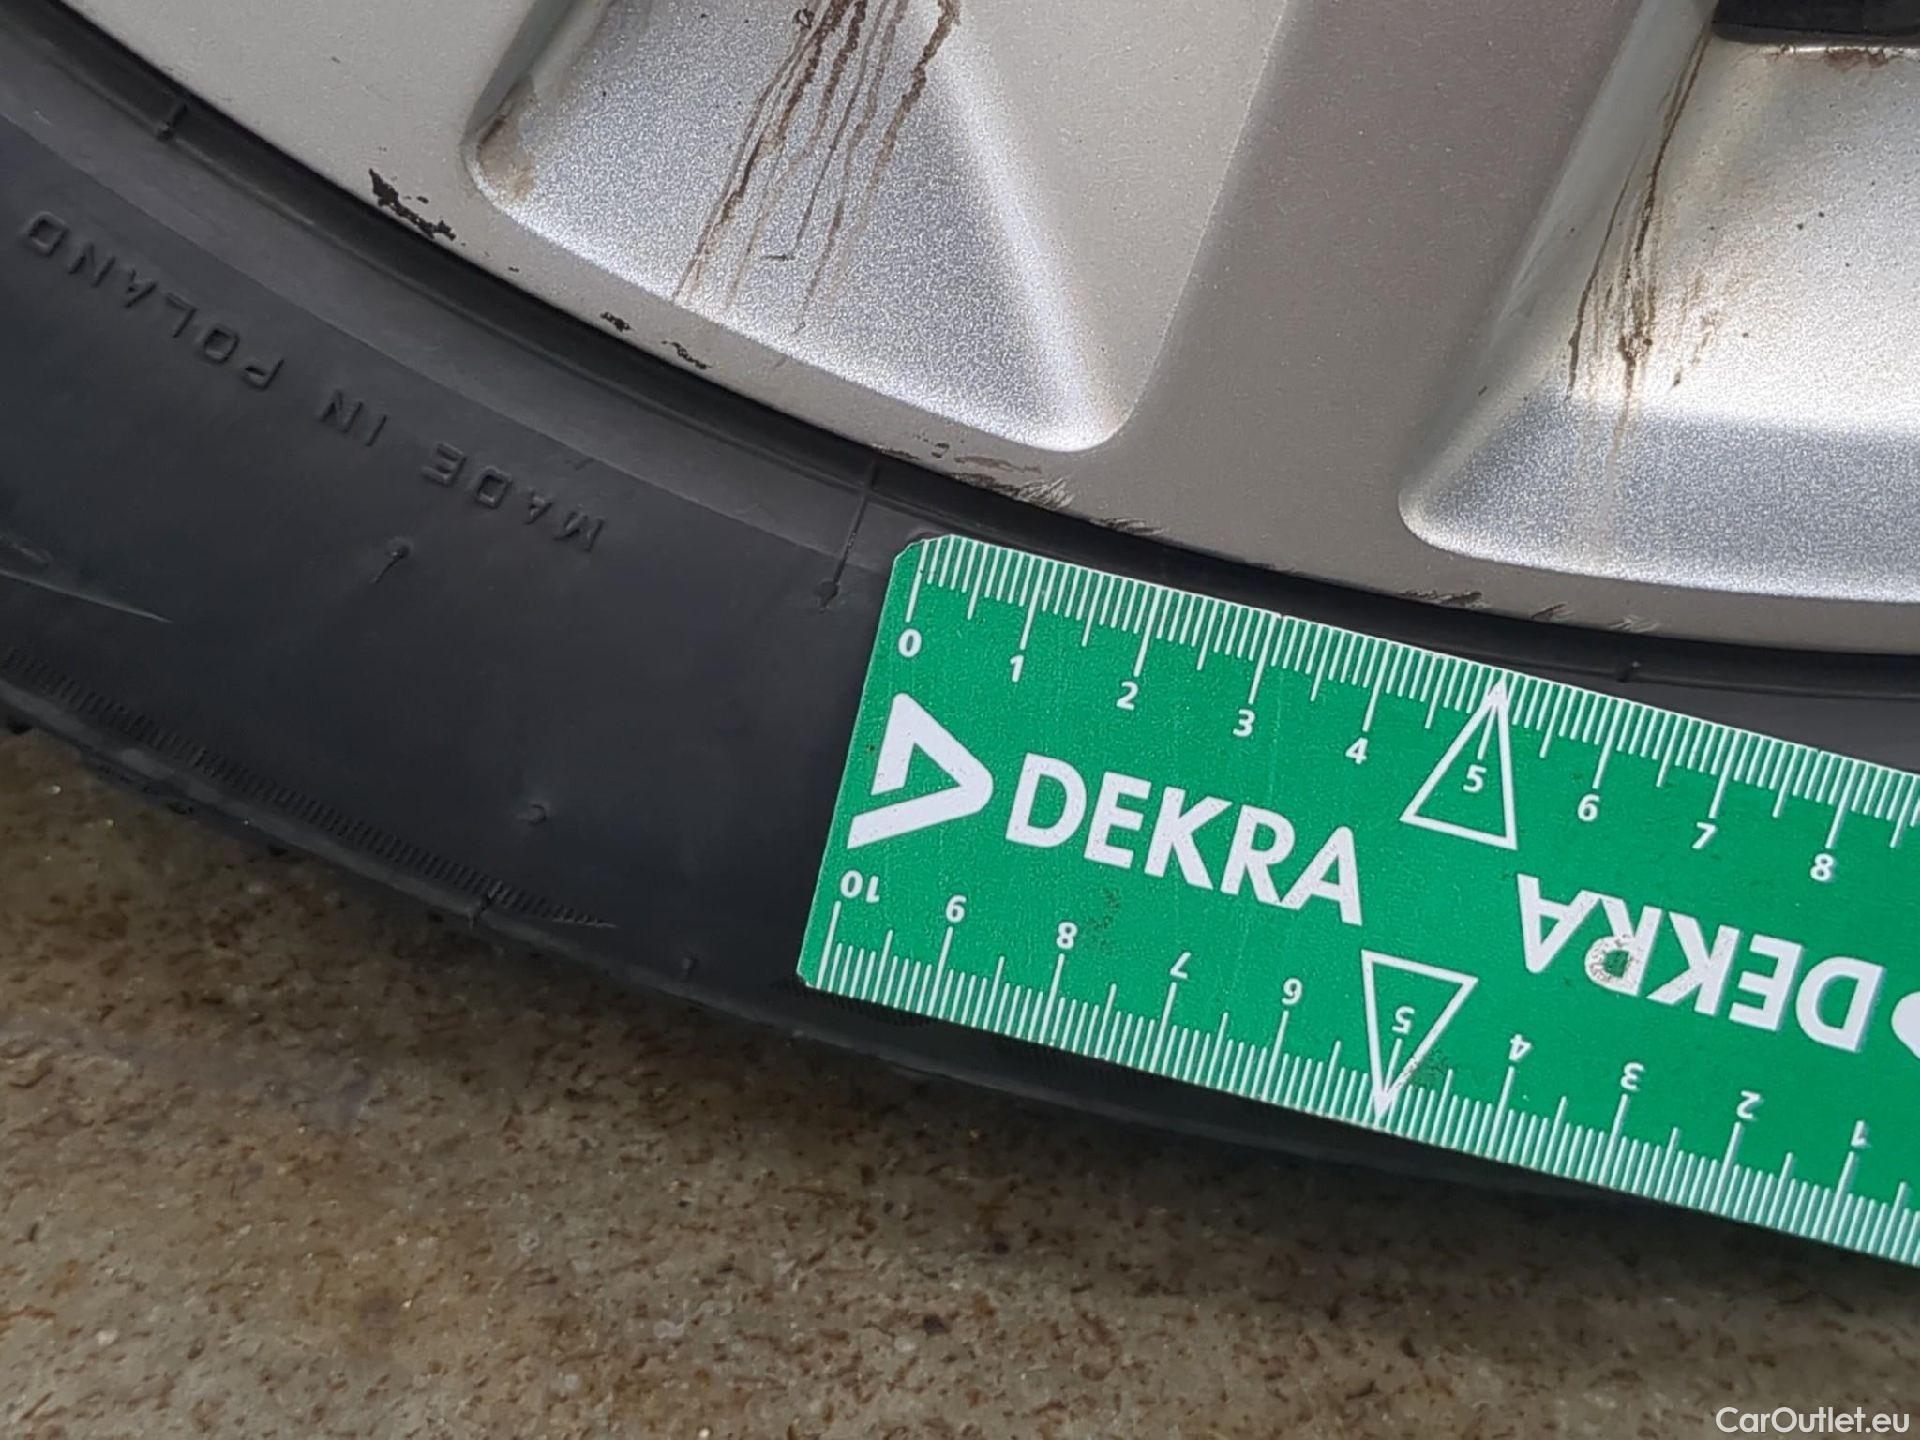 MADE IN POLAND
0 1 2 3 4 5 6 7 8
DEKRA
DEKRA
10 9 8 7 6 5 4 3 2 1
CarOutlet.eu